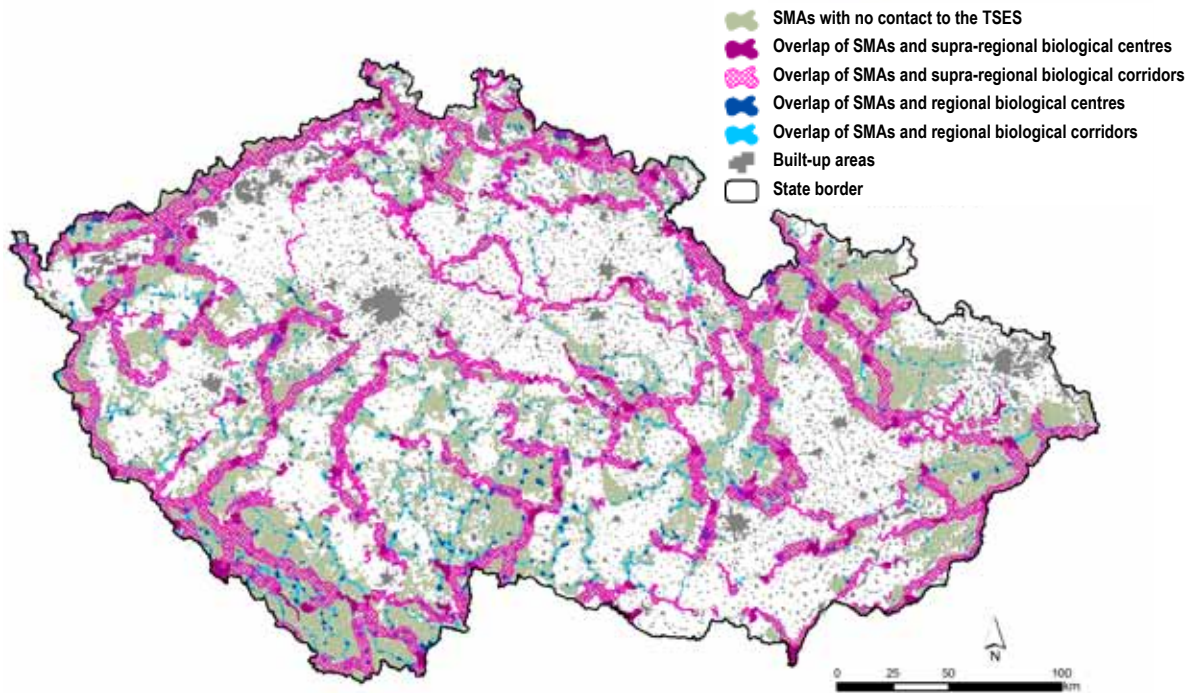 SMAs with no contact to the TSES
Overlap of SMAs and supra-regional biological centres
Overlap of SMAs and supra-regional biological corridors
Overlap of SMAs and regional biological centres
Overlap of SMAs and regional biological corridors
Built-up areas
State border
N
0 25 50 100
km